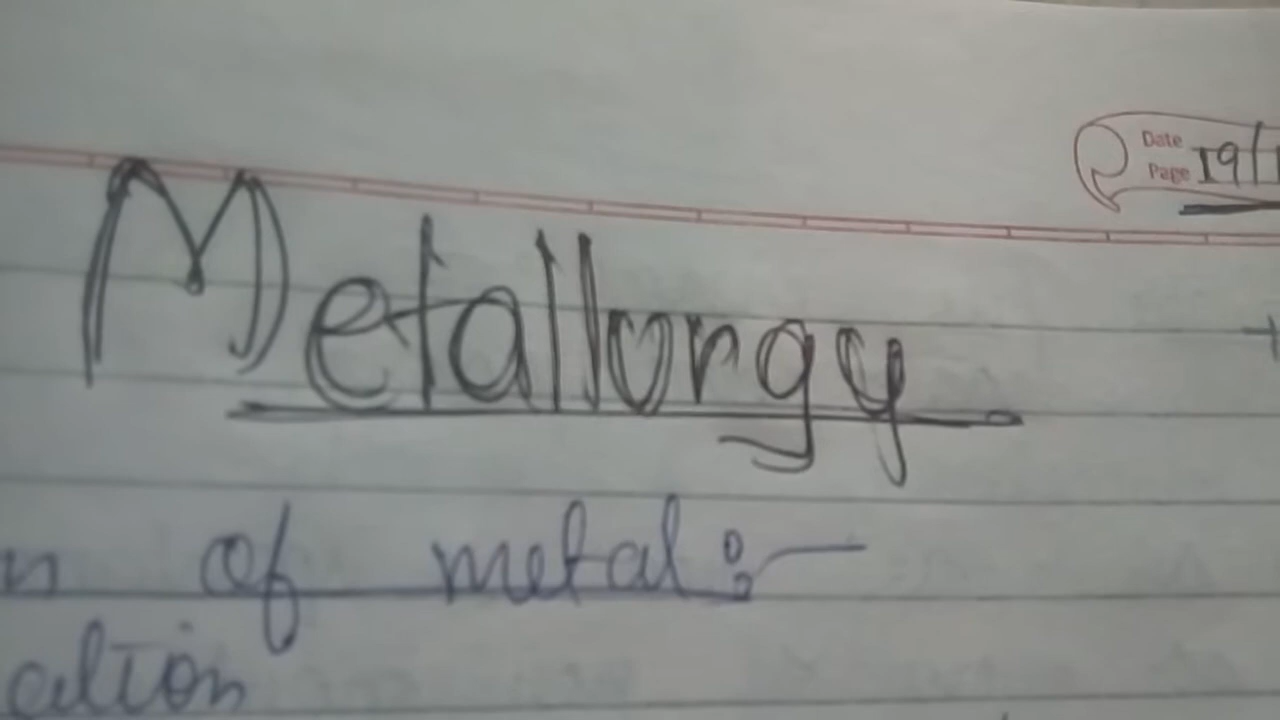 Date
Page 19/
Metallurgy
of metal:-